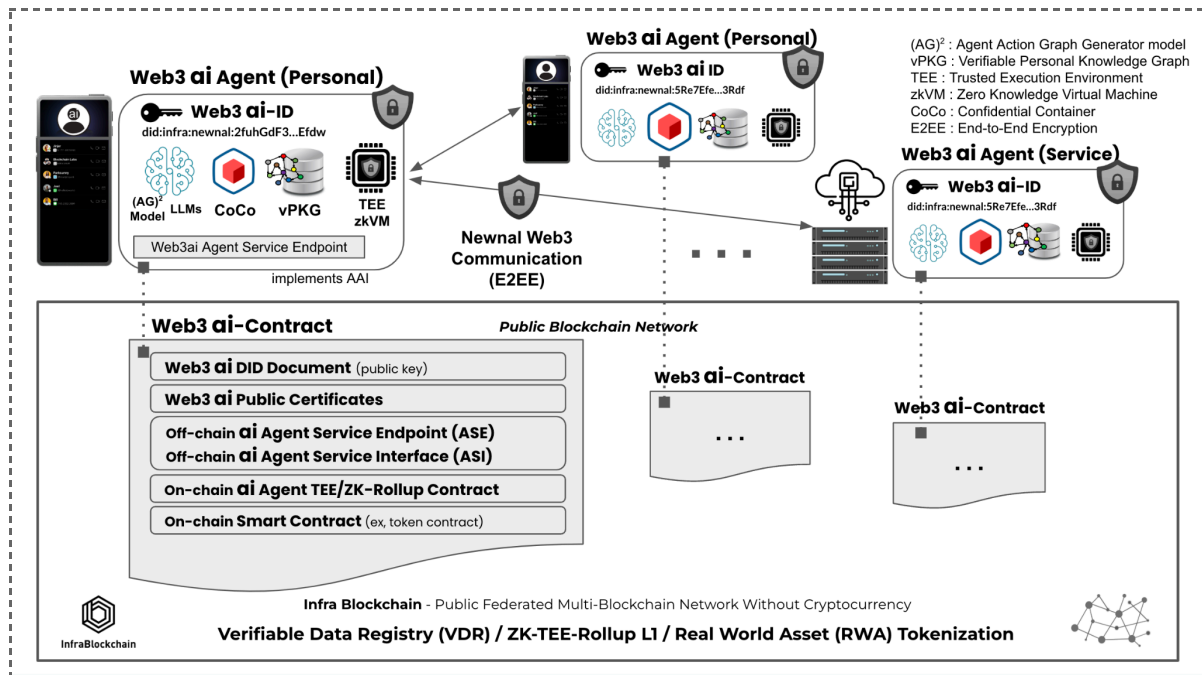 Web3 ai Agent (Personal)
Web3 ai-ID
did:infra:newnal:2fuhGdF3...Efdw
(AG)² Model
LLMs
CoCo
vPKG
TEE
zkVM
Web3ai Agent Service Endpoint
implements AAI
ai
Web3 ai Agent (Personal)
Web3 ai ID
did:infra:newnal:5Re7Efe...3Rdf
(AG)² : Agent Action Graph Generator model
vPKG : Verifiable Personal Knowledge Graph
TEE : Trusted Execution Environment
zkVM : Zero Knowledge Virtual Machine
CoCo : Confidential Container
E2EE : End-to-End Encryption
Web3 ai Agent (Service)
Web3 ai-ID
did:infra:newnal:5Re7Efe...3Rdf
Newnal Web3
Communication
(E2EE)
Public Blockchain Network
Web3 ai-Contract
Web3 ai DID Document (public key)
Web3 ai Public Certificates
Off-chain ai Agent Service Endpoint (ASE)
Off-chain ai Agent Service Interface (ASI)
On-chain ai Agent TEE/ZK-Rollup Contract
On-chain Smart Contract (ex, token contract)
Web3 ai-Contract
...
Web3 ai-Contract
...
InfraBlockchain
Infra Blockchain - Public Federated Multi-Blockchain Network Without Cryptocurrency
Verifiable Data Registry (VDR) / ZK-TEE-Rollup L1 / Real World Asset (RWA) Tokenization